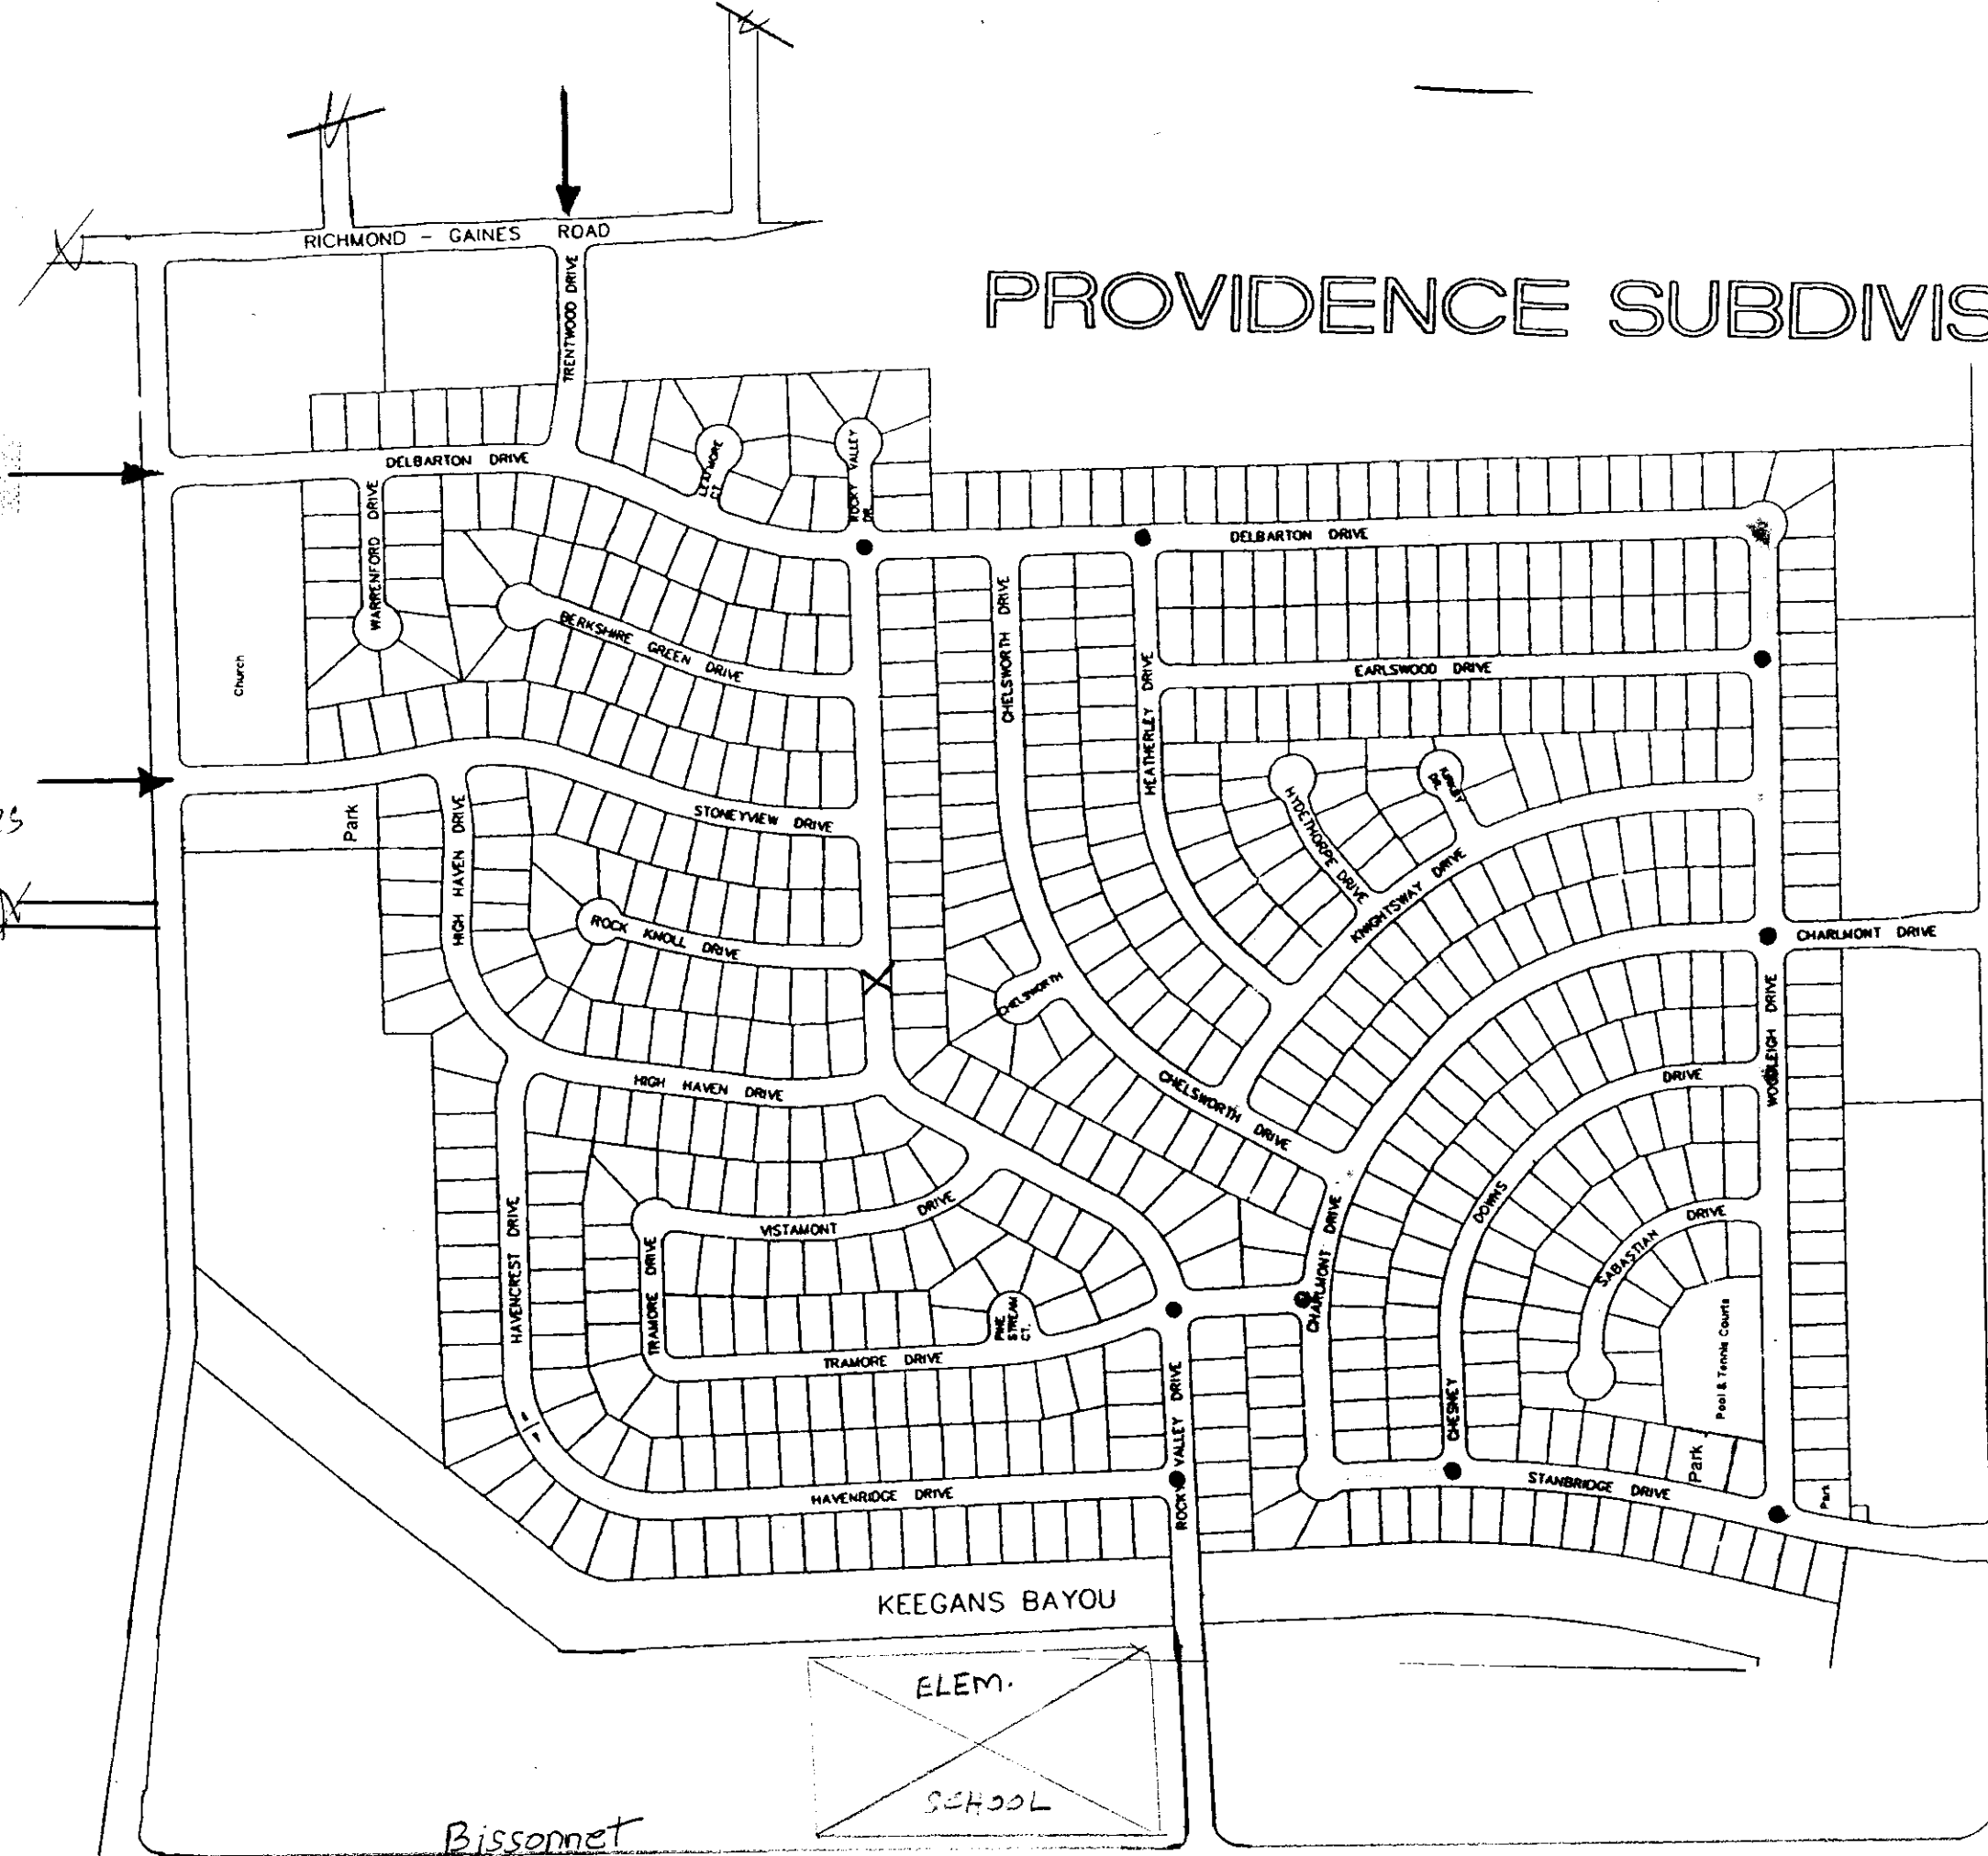 RICHMOND - GAINES ROAD
TRENTWOOD DRIVE
PROVIDENCE SUBDIVIS
DELBARTON DRIVE
LEAFMORE
CT.
ROCKY VALLEY
DR.
WARRENFORD DRIVE
DELBARTON DRIVE
Church
BERKSHIRE GREEN DRIVE
CHELSWORTH DRIVE
HEATHERLEY DRIVE
EARLSWOOD DRIVE
Park
HIGH HAVEN DRIVE
STONEYVIEW DRIVE
HYDETHORPE DRIVE
KNIGHTSWAY DRIVE
ROCK KNOLL DRIVE
CHELSWORTH
CHARLMONT DRIVE
WOODLEIGH DRIVE
HIGH HAVEN DRIVE
CHELSWORTH DRIVE
CHESNEY DOWNS DRIVE
HAVENCREST DRIVE
VISTAMONT DRIVE
SABASTIAN DRIVE
TRAMORE DRIVE
CHARLMONT DRIVE
PINE
STREAM
CT.
TRAMORE DRIVE
Pool & Tennis Courts
ROCKY VALLEY DRIVE
Park
HAVENRIDGE DRIVE
STANBRIDGE DRIVE
Park
KEEGANS BAYOU
ELEM.
SCHOOL
Bissonnet